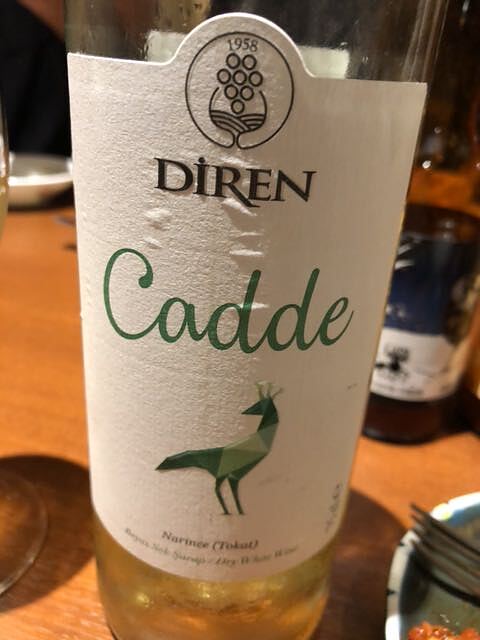 1958
DİREN
Cadde
Narince (Tokat)
Beyaz Sek Şarap / Dry White Wine